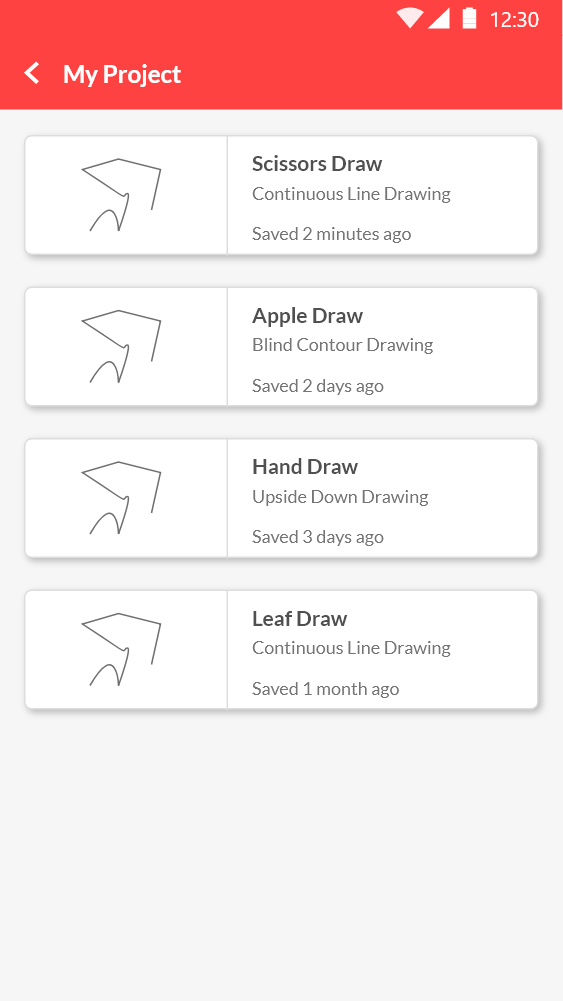 12:30
My Project
Scissors Draw
Continuous Line Drawing
Saved 2 minutes ago
Apple Draw
Blind Contour Drawing
Saved 2 days ago
Hand Draw
Upside Down Drawing
Saved 3 days ago
Leaf Draw
Continuous Line Drawing
Saved 1 month ago